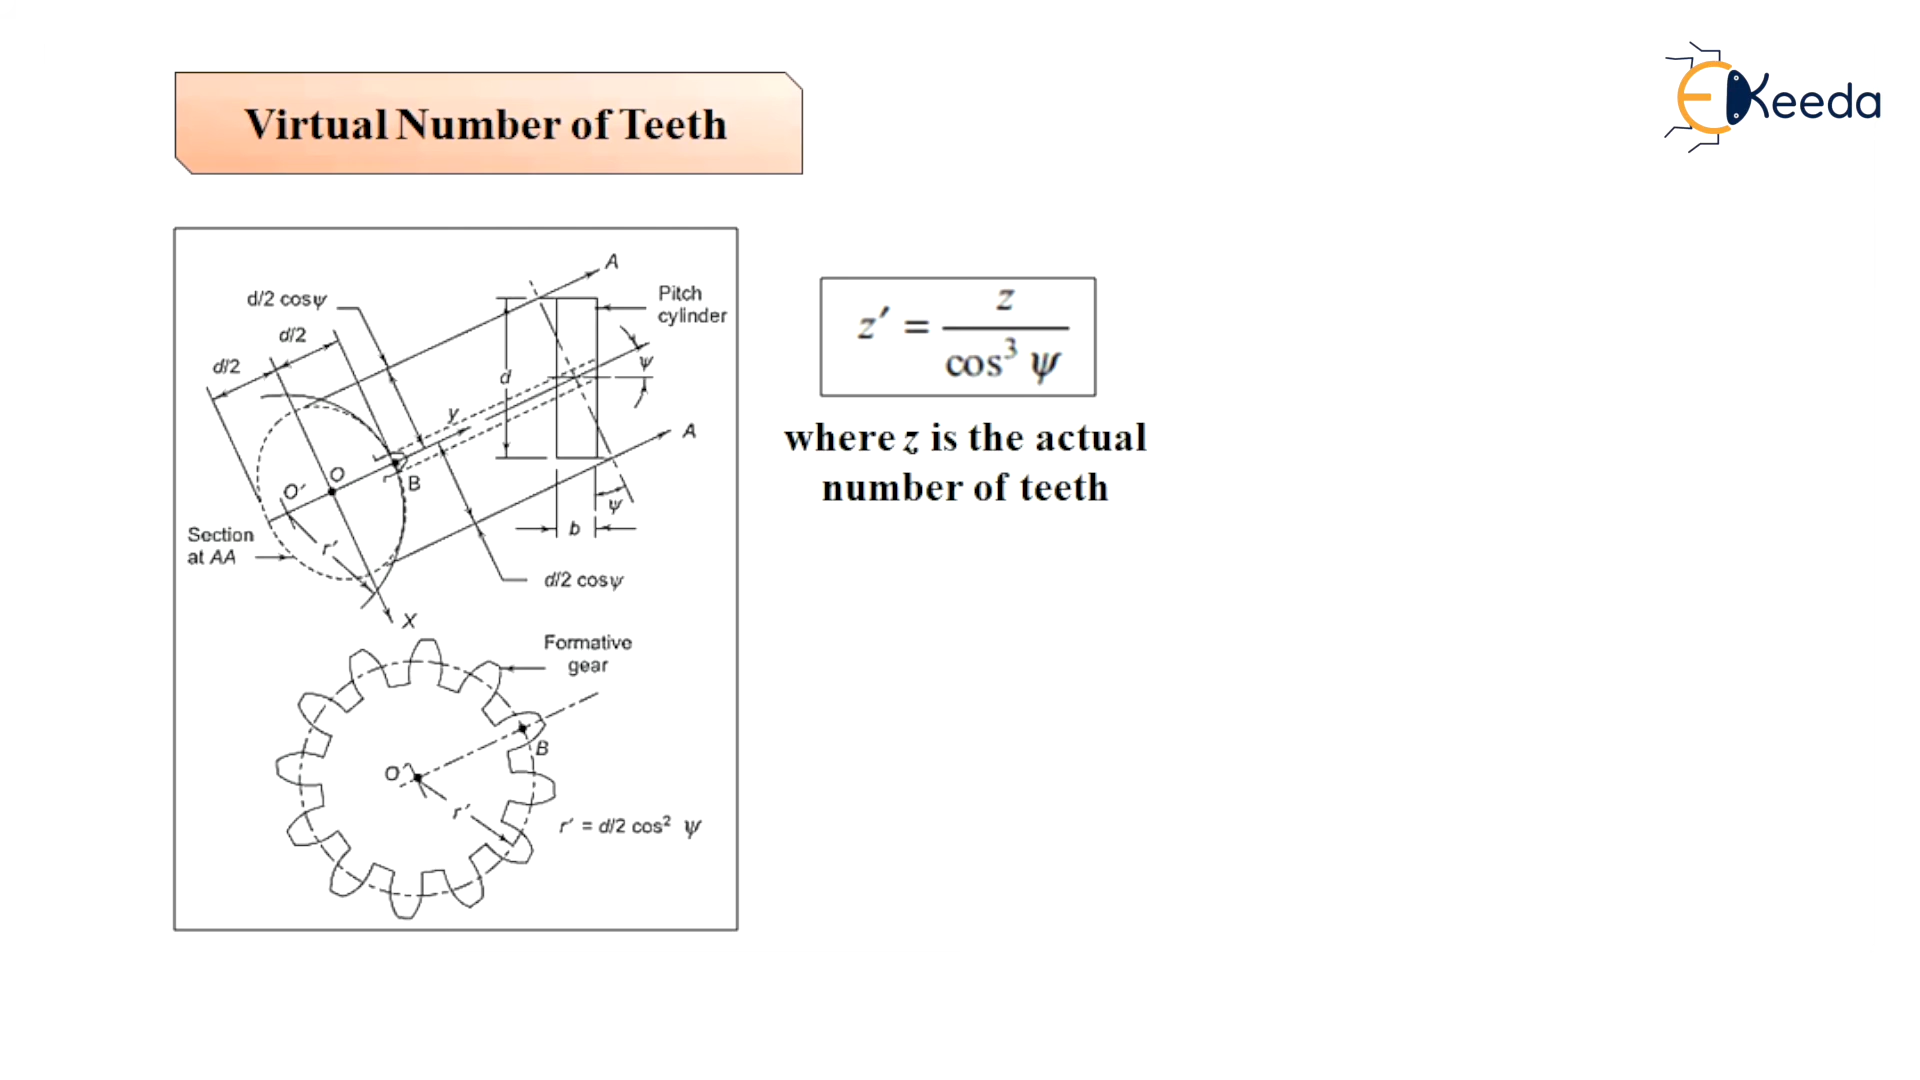 Virtual Number of Teeth
EKeeda
d/2 cosψ
d/2
d/2
A
Pitch
cylinder
ψ
d
y
A
O
O'
B
ψ
Section
at AA
r'
b
d/2 cosψ
X
Formative
gear
B
O'
r'
r' = d/2 cos² ψ
z' = z / cos³ ψ
where z is the actual
number of teeth